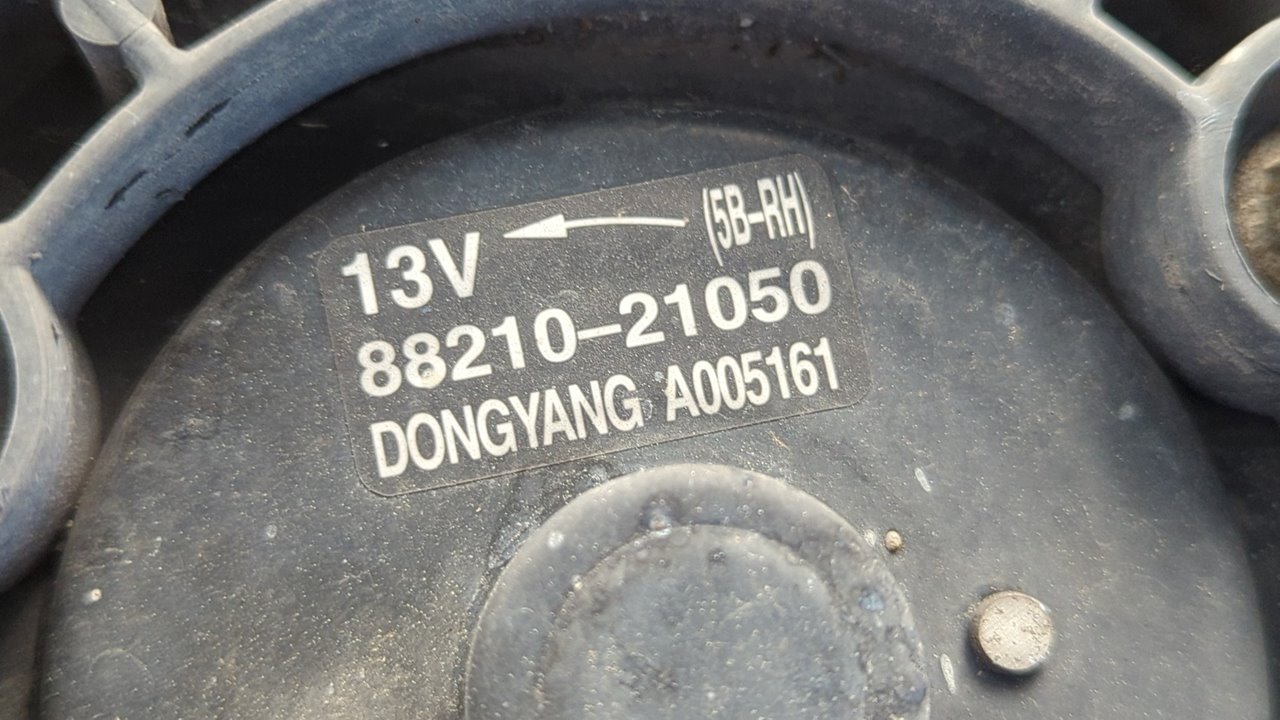 13V (5B-RH)
88210-21050
DONGYANG A005161